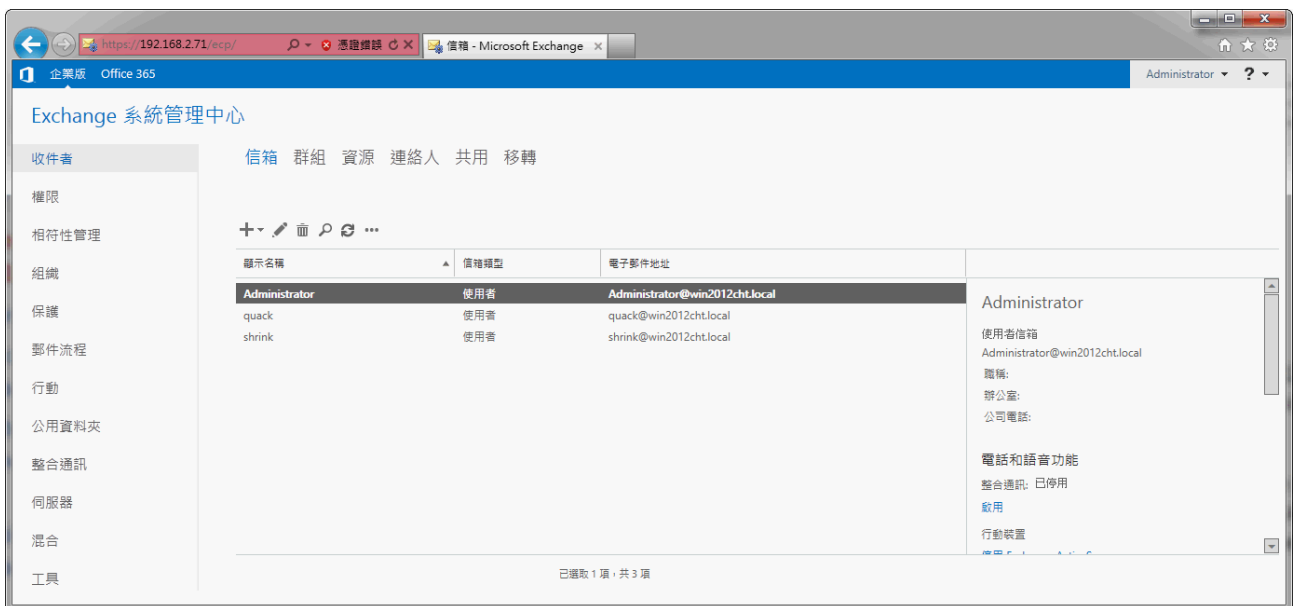 https://192.168.2.71/ecp/ 憑證錯誤 信箱 - Microsoft Exchange
企業版 Office 365 Administrator ?
Exchange 系統管理中心
收件者
權限
相符性管理
組織
保護
郵件流程
行動
公用資料夾
整合通訊
伺服器
混合
工具
信箱 群組 資源 連絡人 共用 移轉
顯示名稱 信箱類型 電子郵件地址
Administrator 使用者 Administrator@win2012cht.local
quack 使用者 quack@win2012cht.local
shrink 使用者 shrink@win2012cht.local
已選取 1 項，共 3 項
Administrator
使用者信箱
Administrator@win2012cht.local
職稱:
辦公室:
公司電話:
電話和語音功能
整合通訊: 已停用
啟用
行動裝置